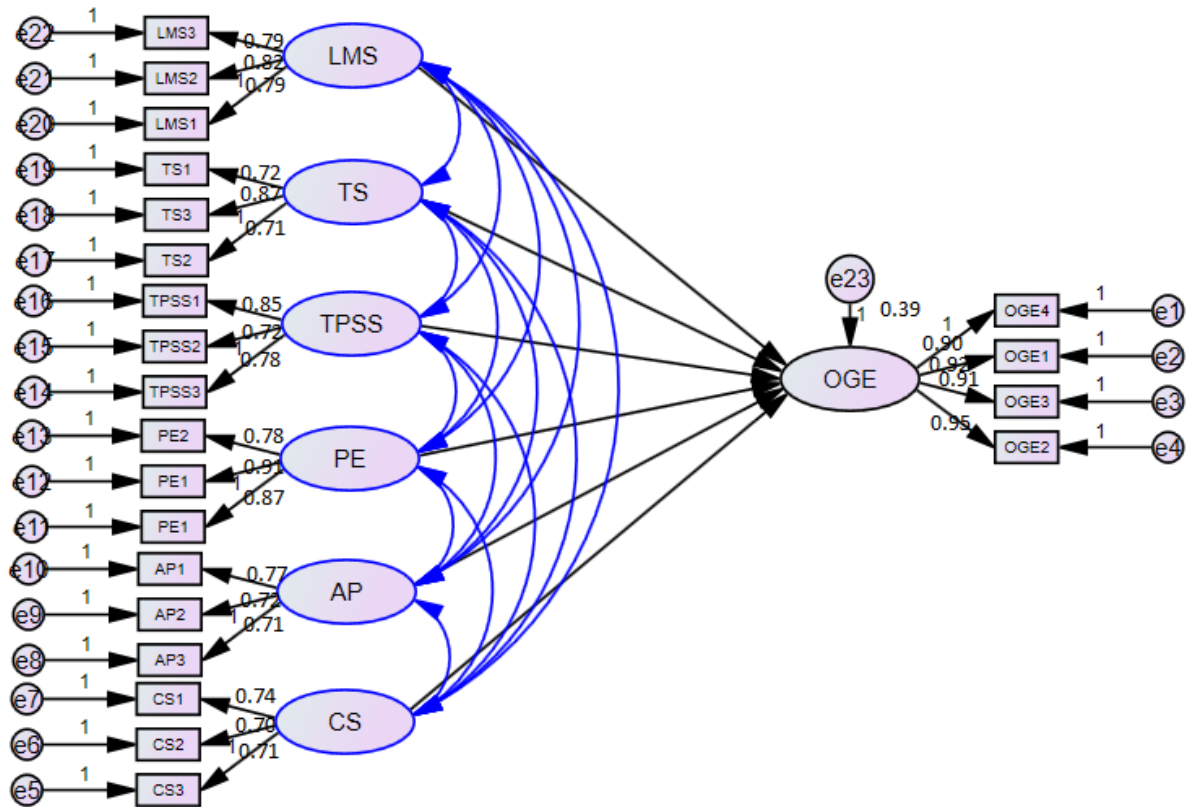 e22 1 LMS3 0.79 LMS
e21 1 LMS2 0.82
e20 1 LMS1 1 0.79
e19 1 TS1 0.72 TS
e18 1 TS3 0.87
e17 1 TS2 1 0.71
e16 1 TPSS1 0.85 TPSS
e15 1 TPSS2 0.72
e14 1 TPSS3 1 0.78
e13 1 PE2 0.78 PE
e12 1 PE1 0.91
e11 1 PE1 1 0.87
e10 1 AP1 0.77 AP
e9 1 AP2 0.72
e8 1 AP3 1 0.71
e7 1 CS1 0.74 CS
e6 1 CS2 0.70
e5 1 CS3 1 0.71
e23
1 0.39
OGE
1 0.90 OGE4 1 e1
0.92 OGE1 1 e2
0.91 OGE3 1 e3
0.95 OGE2 1 e4